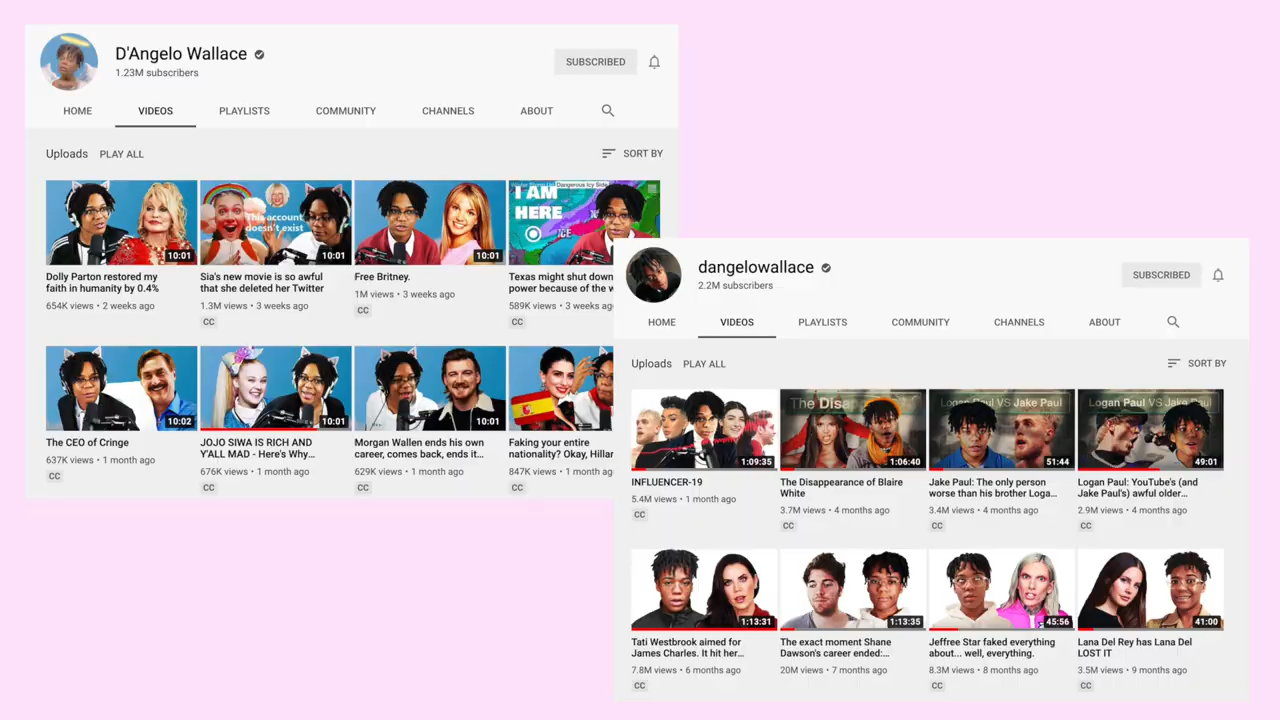 D'Angelo Wallace
1.23M subscribers
SUBSCRIBED
HOME VIDEOS PLAYLISTS COMMUNITY CHANNELS ABOUT
Uploads PLAY ALL SORT BY
This account
doesn't exist
Dangerous Icy Side
I AM
HERE
ICE
10:01
10:01
10:01
Dolly Parton restored my
faith in humanity by 0.4%
654K views • 2 weeks ago
Sia's new movie is so awful
that she deleted her Twitter
1.3M views • 3 weeks ago
CC
Free Britney.
1M views • 3 weeks ago
CC
Texas might shut down
power because of the
589K views • 3 weeks
CC
10:02
10:01
10:01
The CEO of Cringe
637K views • 1 month ago
CC
JOJO SIWA IS RICH AND
Y'ALL MAD - Here's Why...
676K views • 1 month ago
CC
Morgan Wallen ends his own
career, comes back, ends it...
629K views • 1 month ago
CC
Faking your entire
nationality? Okay,
847K views • 1 month ago
CC
dangelowallace
2.2M subscribers
SUBSCRIBED
HOME VIDEOS PLAYLISTS COMMUNITY CHANNELS ABOUT
Uploads PLAY ALL SORT BY
1:09:35
INFLUENCER-19
5.4M views • 1 month ago
CC
The
1:06:40
The Disappearance of Blaire
White
3.7M views • 4 months ago
CC
Logan Paul VS Jake Paul
51:44
Jake Paul: The only person
worse than his brother Loga...
3.4M views • 4 months ago
CC
Logan Paul VS Jake Paul
49:01
Logan Paul: YouTube's (and
Jake Paul's) awful older...
2.9M views • 4 months ago
CC
1:13:31
Tati Westbrook aimed for
James Charles. It hit her...
7.8M views • 6 months ago
CC
1:13:35
The exact moment Shane
Dawson's career ended:...
20M views • 7 months ago
45:56
Jeffree Star faked everything
about... well, everything.
8.3M views • 8 months ago
CC
41:00
Lana Del Rey has Lana Del
LOST IT
3.5M views • 9 months ago
CC